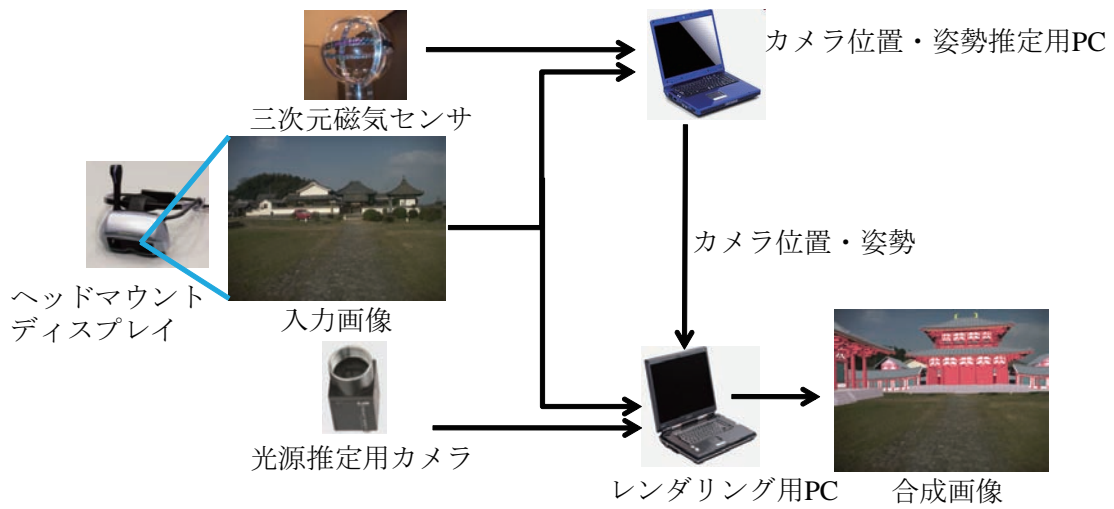 カメラ位置・姿勢推定用PC
三次元磁気センサ
カメラ位置・姿勢
ヘッドマウント
ディスプレイ
入力画像
光源推定用カメラ
レンダリング用PC
合成画像